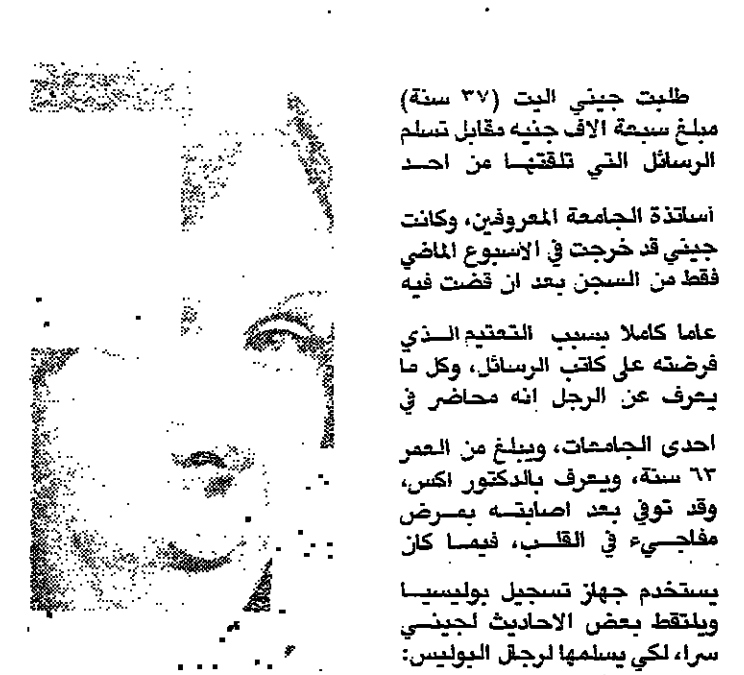 طلبت جيني اليت (٣٧ سنة)
مبلغ سبعة الاف جنيه مقابل تسلم
الرسائل التي تلقتها من احد
أساتذة الجامعة المعروفين، وكانت
جيني قد خرجت في الاسبوع الماضي
فقط من السجن بعد ان قضت فيه
عاما كاملا بسبب التعتيم الذي
فرضته على كاتب الرسائل، وكل ما
يعرف عن الرجل انه محاضر في
احدى الجامعات، ويبلغ من العمر
٦٣ سنة، ويعرف بالدكتور اكس،
وقد توفي بعد اصابته بمرض
مفاجيء في القلب، فيما كان
يستخدم جهاز تسجيل بوليسيا
ويلتقط بعض الاحاديث لجيني
سرا، لكي يسلمها لرجال البوليس: